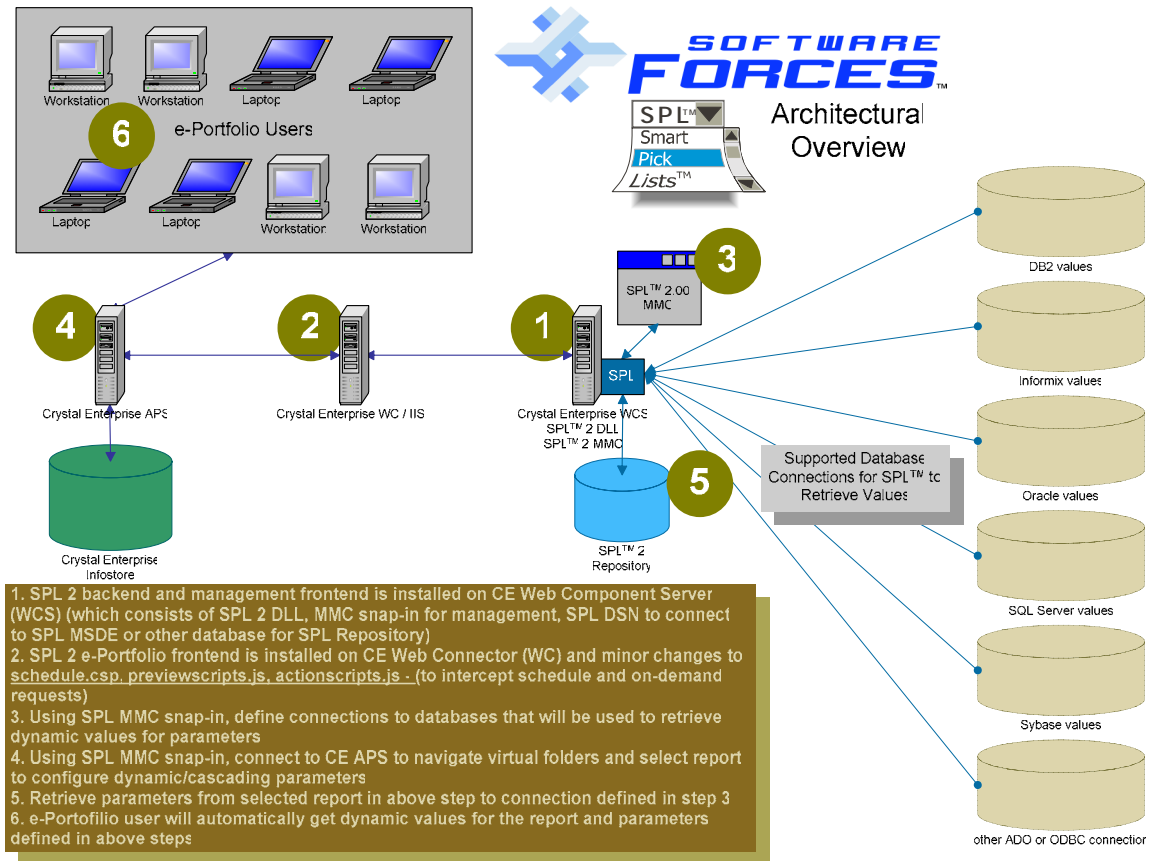 Workstation
Workstation
Laptop
Laptop
6
e-Portfolio Users
Laptop
Laptop
Workstation
Workstation
SOFTWARE
FORCES™
SPL™
Smart
Pick
Lists™
Architectural
Overview
3
SPL™ 2.00
MMC
4
Crystal Enterprise APS
2
Crystal Enterprise WC / IIS
1
SPL
Crystal Enterprise WCS
SPL™ 2 DLL
SPL™ 2 MMC
5
SPL™ 2
Repository
Crystal Enterprise
Infostore
Supported Database
Connections for SPL™ to
Retrieve Values
DB2 values
Informix values
Oracle values
SQL Server values
Sybase values
other ADO or ODBC connection
1. SPL 2 backend and management frontend is installed on CE Web Component Server
(WCS) (which consists of SPL 2 DLL, MMC snap-in for management, SPL DSN to connect
to SPL MSDE or other database for SPL Repository)
2. SPL 2 e-Portfolio frontend is installed on CE Web Connector (WC) and minor changes to
schedule.csp, previewscripts.js, actionscripts.js - (to intercept schedule and on-demand
requests)
3. Using SPL MMC snap-in, define connections to databases that will be used to retrieve
dynamic values for parameters
4. Using SPL MMC snap-in, connect to CE APS to navigate virtual folders and select report
to configure dynamic/cascading parameters
5. Retrieve parameters from selected report in above step to connection defined in step 3
6. e-Portofilio user will automatically get dynamic values for the report and parameters
defined in above steps